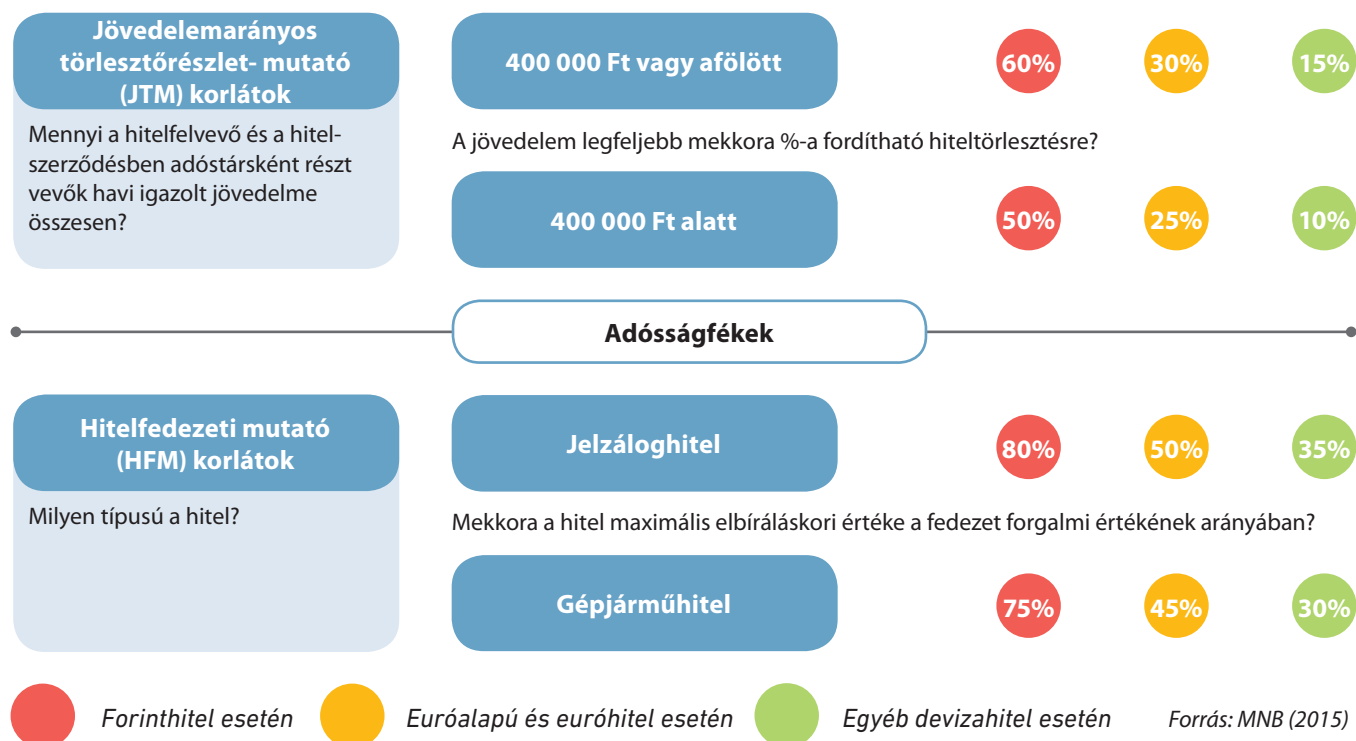 Jövedelemarányos
törlesztőrészlet- mutató
(JTM) korlátok
Mennyi a hitelfelvevő és a hitel-
szerződésben adóstársként részt
vevők havi igazolt jövedelme
összesen?
400 000 Ft vagy afölött
60% 30% 15%
A jövedelem legfeljebb mekkora %-a fordítható hiteltörlesztésre?
400 000 Ft alatt
50% 25% 10%
Adósságfékek
Hitelfedezeti mutató
(HFM) korlátok
Milyen típusú a hitel?
Jelzáloghitel
80% 50% 35%
Mekkora a hitel maximális elbíráláskori értéke a fedezet forgalmi értékének arányában?
Gépjárműhitel
75% 45% 30%
Forinthitel esetén Euróalapú és euróhitel esetén Egyéb devizahitel esetén Forrás: MNB (2015)